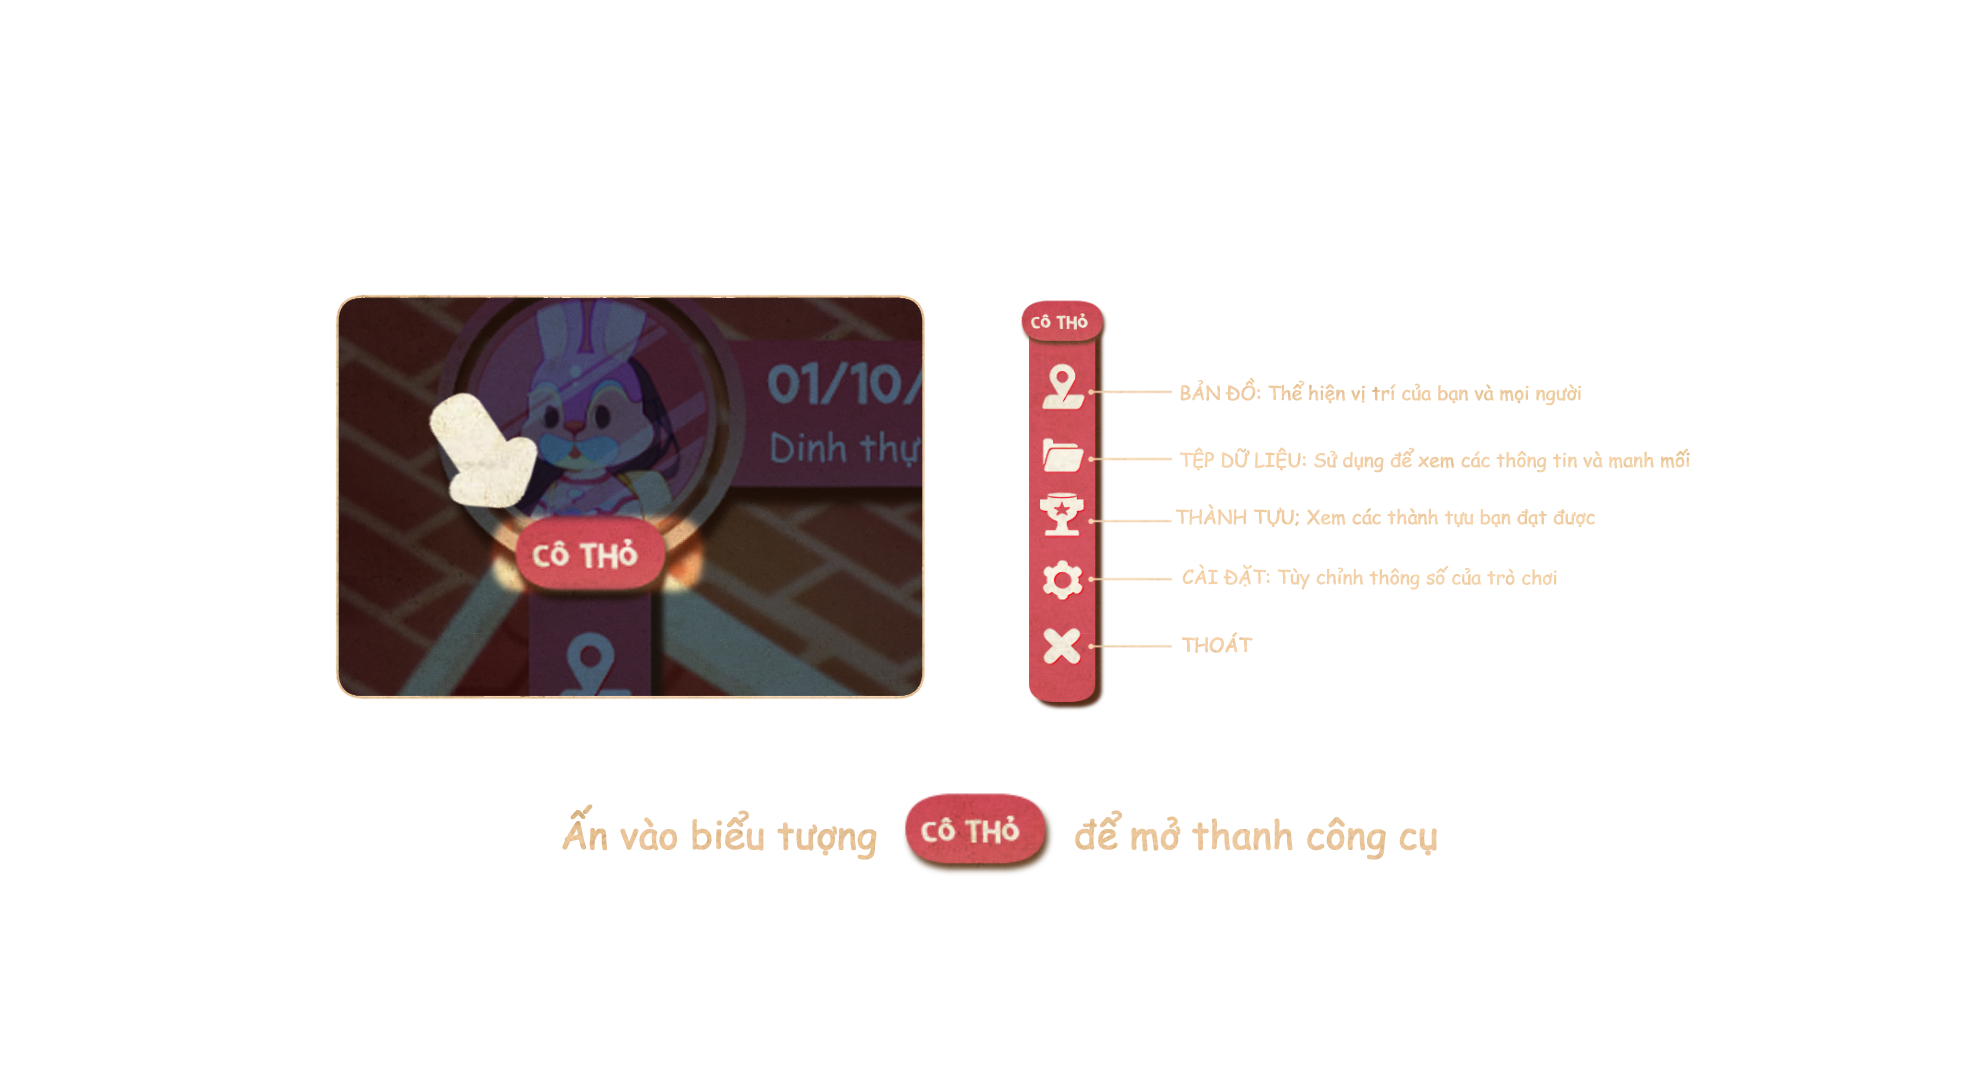 01/10/
Dinh thự
CÔ THỎ
CÔ THỎ
BẢN ĐỒ: Thể hiện vị trí của bạn và mọi người
TỆP DỮ LIỆU: Sử dụng để xem các thông tin và manh mối
THÀNH TỰU; Xem các thành tựu bạn đạt được
CÀI ĐẶT: Tùy chỉnh thông số của trò chơi
THOÁT
Ấn vào biểu tượng CÔ THỎ để mở thanh công cụ